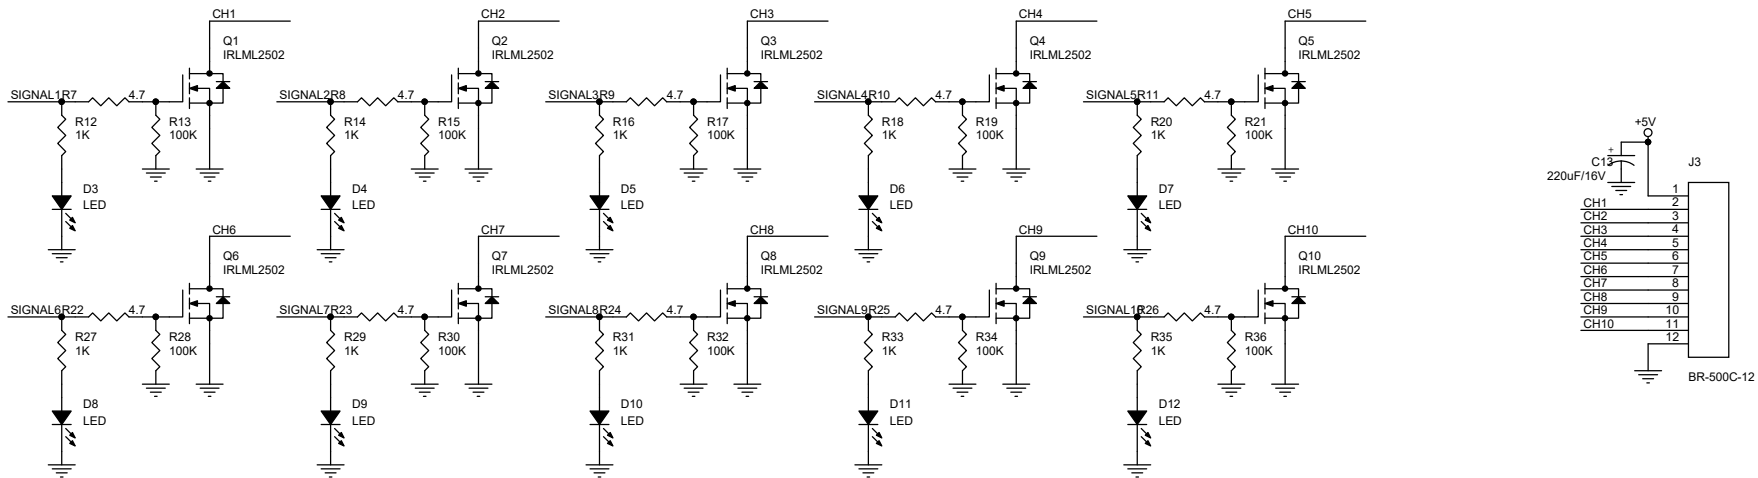 CH1
Q1
IRLML2502
SIGNAL1R7 4.7
R12
1K
R13
100K
D3
LED
CH2
Q2
IRLML2502
SIGNAL2R8 4.7
R14
1K
R15
100K
D4
LED
CH3
Q3
IRLML2502
SIGNAL3R9 4.7
R16
1K
R17
100K
D5
LED
CH4
Q4
IRLML2502
SIGNAL4R10 4.7
R18
1K
R19
100K
D6
LED
CH5
Q5
IRLML2502
SIGNAL5R11 4.7
R20
1K
R21
100K
D7
LED
CH6
Q6
IRLML2502
SIGNAL6R22 4.7
R27
1K
R28
100K
D8
LED
CH7
Q7
IRLML2502
SIGNAL7R23 4.7
R29
1K
R30
100K
D9
LED
CH8
Q8
IRLML2502
SIGNAL8R24 4.7
R31
1K
R32
100K
D10
LED
CH9
Q9
IRLML2502
SIGNAL9R25 4.7
R33
1K
R34
100K
D11
LED
CH10
Q10
IRLML2502
R26 4.7
R35
1K
R36
100K
D12
LED
+5V
+
C13
220uF/16V
J3
1
CH1 2
CH2 3
CH3 4
CH4 5
CH5 6
CH6 7
CH7 8
CH8 9
CH9 10
CH10 11
12
BR-500C-12